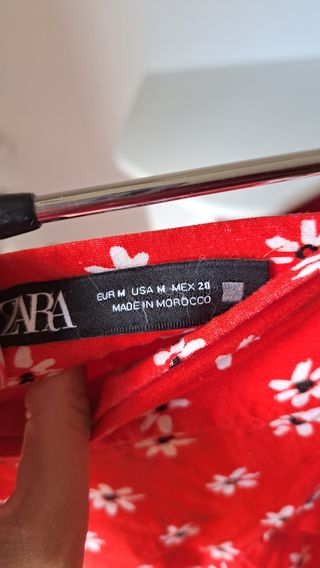 ZARA
EUR M USA M MEX 28
MADE IN MOROCCO